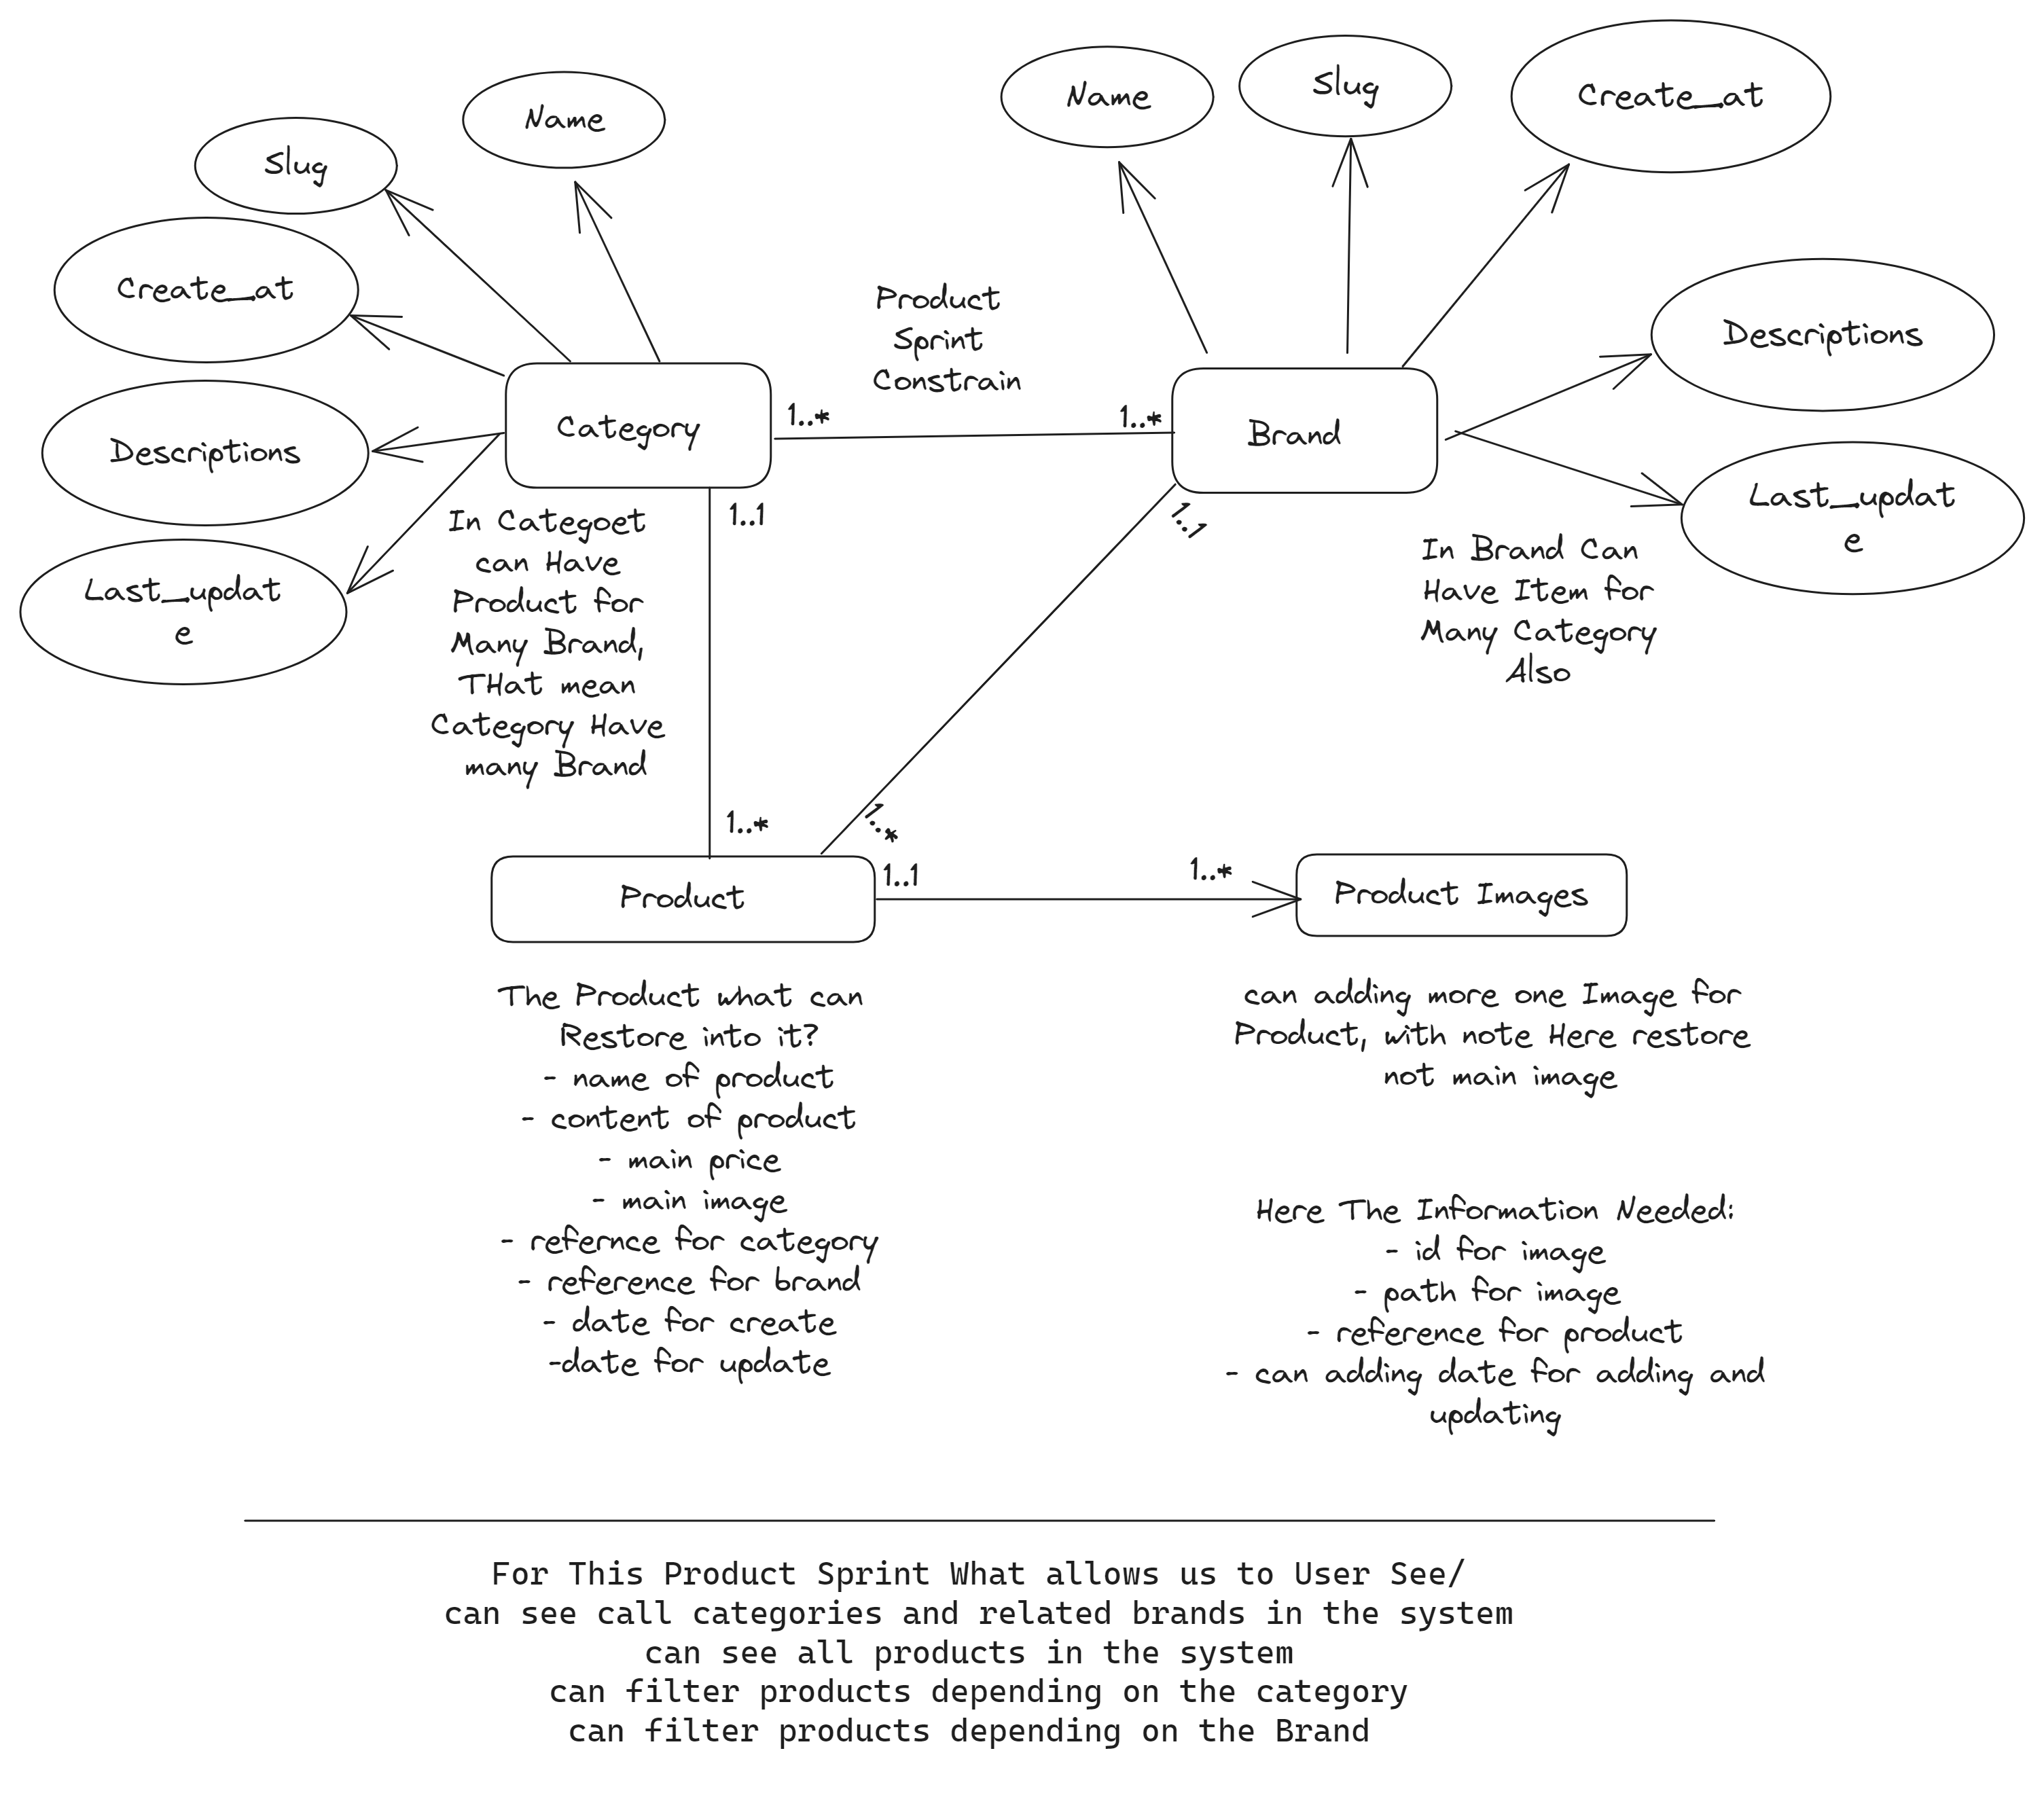 Name
Slug
Create_at
Descriptions
Last_updat
e
Category
Product
Sprint
Constrain
1..*
1..*
Name
Slug
Create_at
Descriptions
Last_updat
e
Brand
1..1
In Categoet
can Have
Product for
Many Brand,
THat mean
Category Have
many Brand
1..*
1..1
1..*
In Brand Can
Have Item for
Many Category
Also
Product
1..1
1..*
Product Images
The Product what can
Restore into it?
- name of product
- content of product
- main price
- main image
- refernce for category
- reference for brand
- date for create
-date for update
can adding more one Image for
Product, with note Here restore
not main image
Here The Information Needed:
- id for image
- path for image
- reference for product
- can adding date for adding and
updating
For This Product Sprint What allows us to User See/
can see call categories and related brands in the system
can see all products in the system
can filter products depending on the category
can filter products depending on the Brand